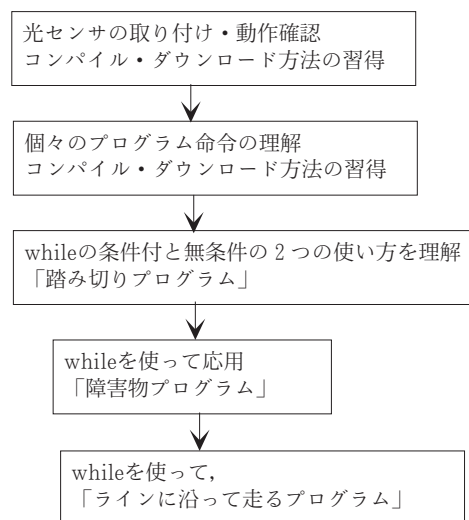 光センサの取り付け・動作確認
コンパイル・ダウンロード方法の習得
個々のプログラム命令の理解
コンパイル・ダウンロード方法の習得
whileの条件付と無条件の２つの使い方を理解
「踏み切りプログラム」
whileを使って応用
「障害物プログラム」
whileを使って，
「ラインに沿って走るプログラム」